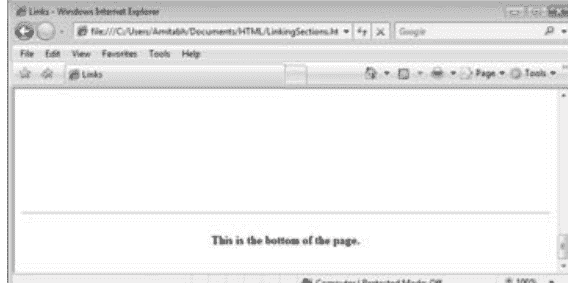 Links - Windows Internet Explorer
file:///C:/Users/Amitabh/Documents/HTML/LinkingSections.ht
Google
File Edit View Favorites Tools Help
Links
Page Tools
This is the bottom of the page.
Computer | Protected Mode: Off
100%